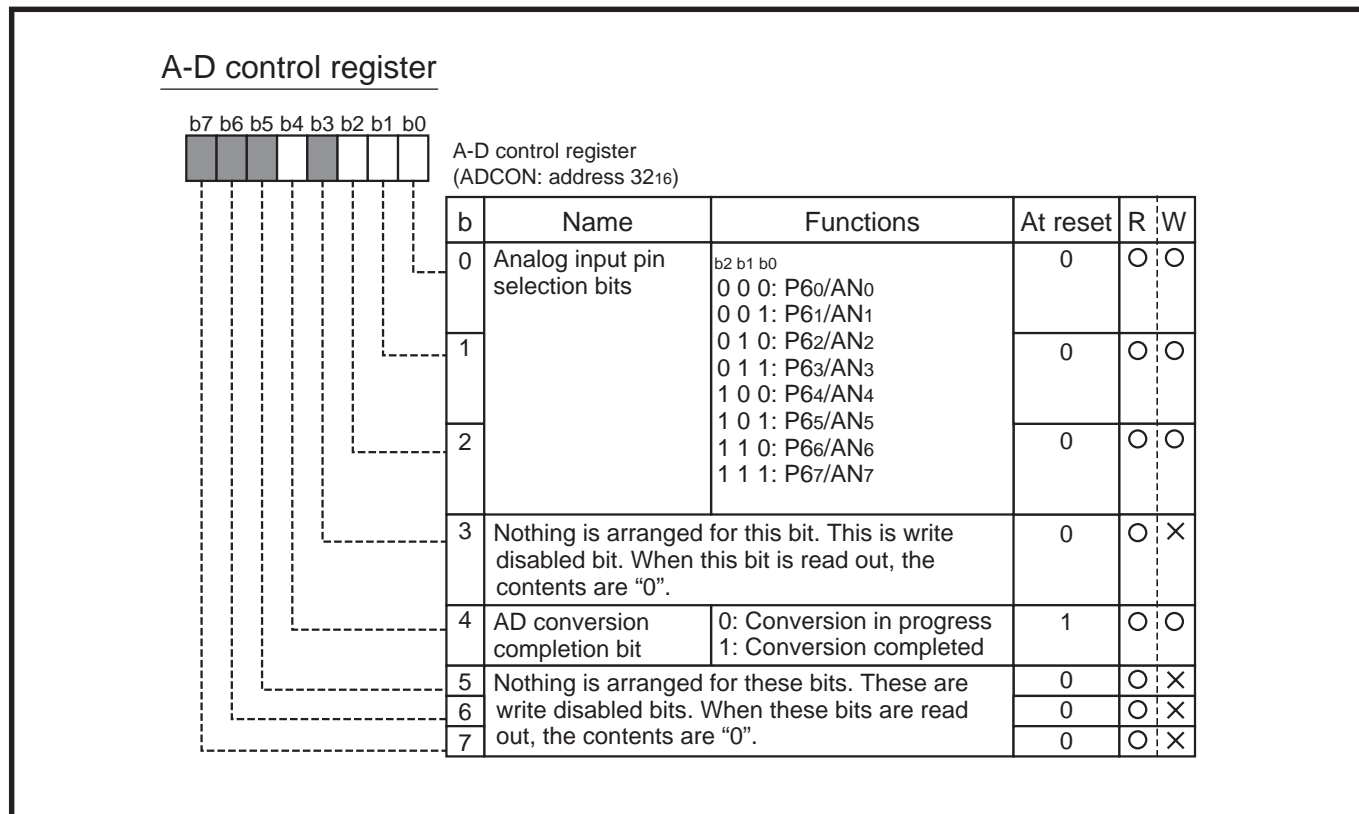 A-D control register
b7 b6 b5 b4 b3 b2 b1 b0
A-D control register
(ADCON: address 3216)
b Name Functions At reset R W
0 Analog input pin selection bits b2 b1 b0 0 O O
0 0 0: P60/AN0
0 0 1: P61/AN1
0 1 0: P62/AN2
0 1 1: P63/AN3
1 0 0: P64/AN4
1 0 1: P65/AN5
1 1 0: P66/AN6
1 1 1: P67/AN7
1 0 O O
2 0 O O
3 Nothing is arranged for this bit. This is write 0 O ×
disabled bit. When this bit is read out, the
contents are “0”.
4 AD conversion 0: Conversion in progress 1 O O
completion bit 1: Conversion completed
5 Nothing is arranged for these bits. These are 0 O ×
6 write disabled bits. When these bits are read 0 O ×
7 out, the contents are “0”. 0 O ×